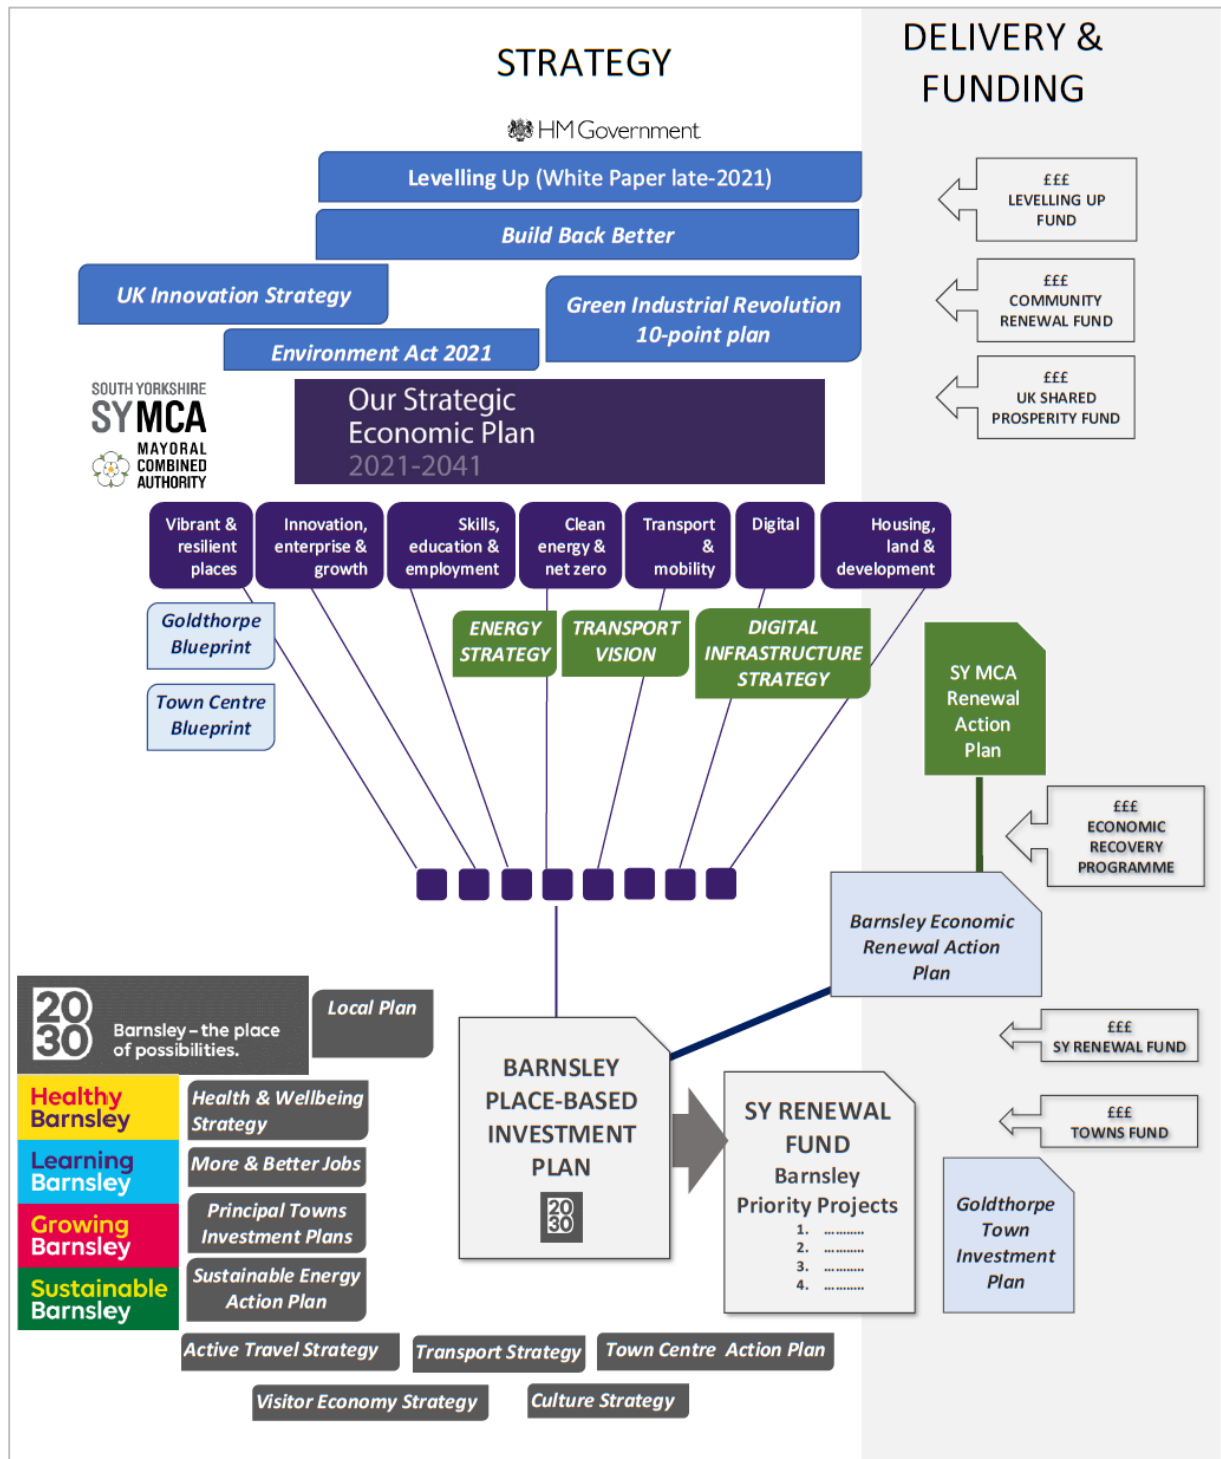 STRATEGY
DELIVERY &
FUNDING
HM Government
Levelling Up (White Paper late-2021)
£££
LEVELLING UP
FUND
Build Back Better
UK Innovation Strategy
Green Industrial Revolution
10-point plan
£££
COMMUNITY
RENEWAL FUND
Environment Act 2021
SOUTH YORKSHIRE
SYMCA
MAYORAL
COMBINED
AUTHORITY
Our Strategic
Economic Plan
2021-2041
£££
UK SHARED
PROSPERITY FUND
Vibrant &
resilient
places
Innovation,
enterprise &
growth
Skills,
education &
employment
Clean
energy &
net zero
Transport
&
mobility
Digital
Housing,
land &
development
Goldthorpe
Blueprint
ENERGY
STRATEGY
TRANSPORT
VISION
DIGITAL
INFRASTRUCTURE
STRATEGY
SY MCA
Renewal
Action
Plan
Town Centre
Blueprint
£££
ECONOMIC
RECOVERY
PROGRAMME
Barnsley Economic
Renewal Action
Plan
20
30
Barnsley – the place
of possibilities.
Local Plan
£££
SY RENEWAL FUND
BARNSLEY
PLACE-BASED
INVESTMENT
PLAN
20
30
Healthy
Barnsley
Health & Wellbeing
Strategy
SY RENEWAL
FUND
Barnsley
Priority Projects
1. ...........
2. ...........
3. ...........
4. ...........
£££
TOWNS FUND
Learning
Barnsley
More & Better Jobs
Growing
Barnsley
Principal Towns
Investment Plans
Goldthorpe
Town
Investment
Plan
Sustainable
Barnsley
Sustainable Energy
Action Plan
Active Travel Strategy
Transport Strategy
Town Centre Action Plan
Visitor Economy Strategy
Culture Strategy